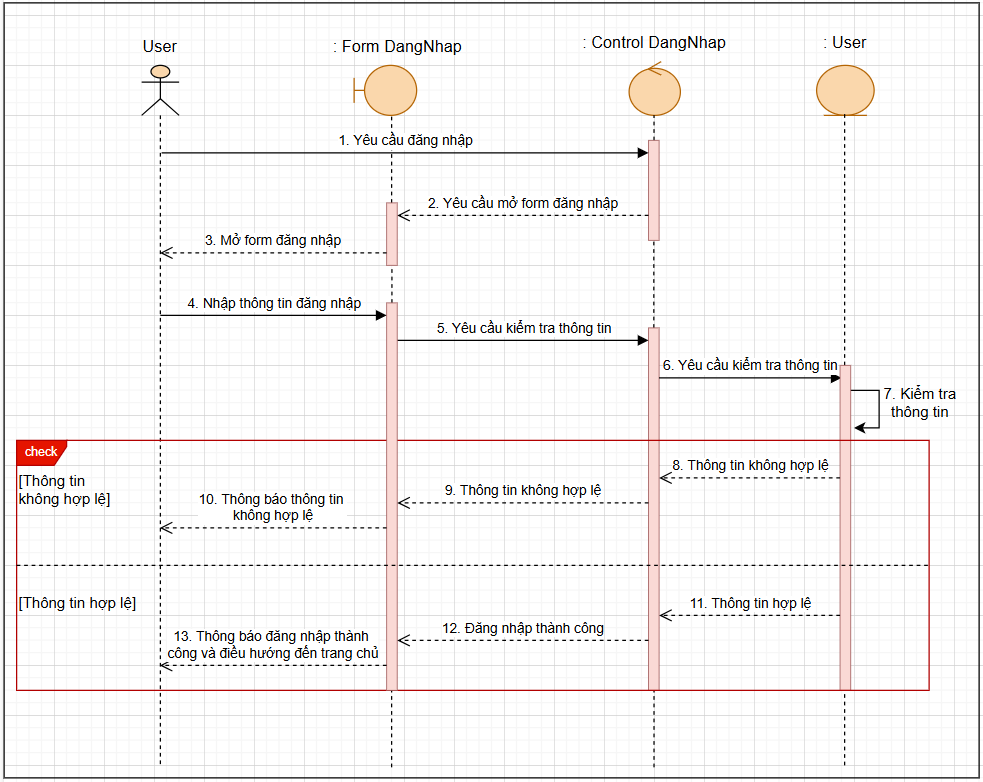 User
: Form DangNhap
: Control DangNhap
: User
1. Yêu cầu đăng nhập
2. Yêu cầu mở form đăng nhập
3. Mở form đăng nhập
4. Nhập thông tin đăng nhập
5. Yêu cầu kiểm tra thông tin
6. Yêu cầu kiểm tra thông tin
7. Kiểm tra
thông tin
check
[Thông tin
không hợp lệ]
8. Thông tin không hợp lệ
9. Thông tin không hợp lệ
10. Thông báo thông tin
không hợp lệ
[Thông tin hợp lệ]
11. Thông tin hợp lệ
12. Đăng nhập thành công
13. Thông báo đăng nhập thành
công và điều hướng đến trang chủ